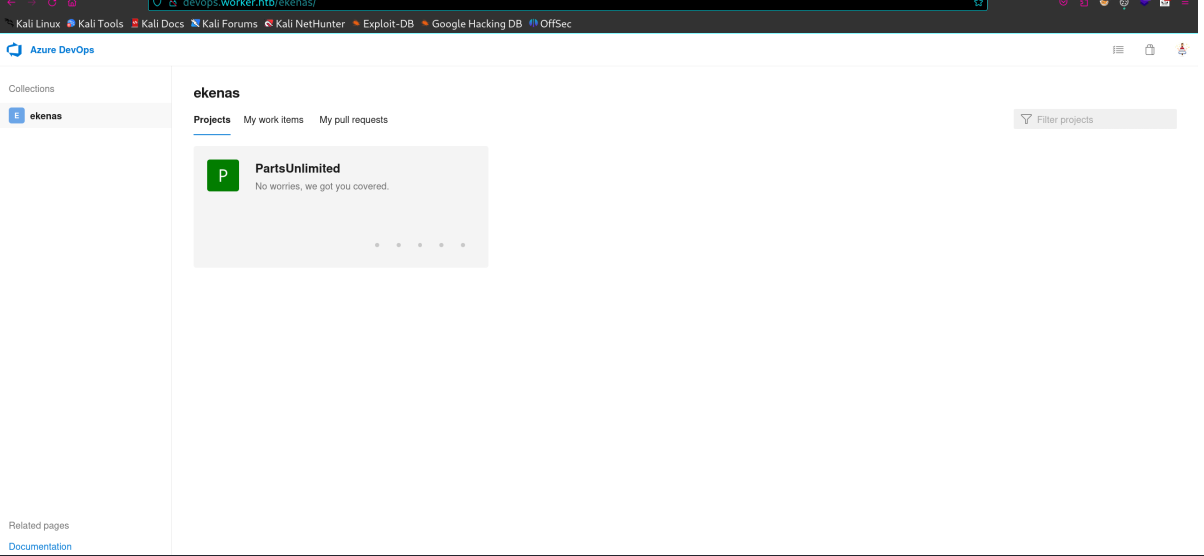 devops.worker.htb/ekenas/
Kali Linux Kali Tools Kali Docs Kali Forums Kali NetHunter Exploit-DB Google Hacking DB OffSec
Azure DevOps
Collections
E ekenas
ekenas
Projects My work items My pull requests
Filter projects
P PartsUnlimited
No worries, we got you covered.
Related pages
Documentation